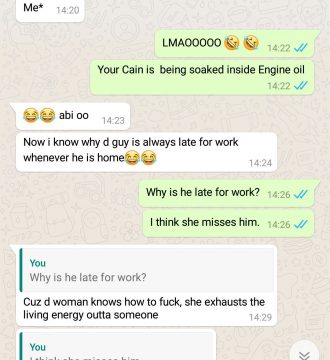 Me* 14:20
LMAOOOOO 🤣 🤣 14:22
Your Cain is being soaked inside Engine oil
14:22
😂😂 abi oo 14:23
Now i know why d guy is always late for work
whenever he is home😂😂 14:24
Why is he late for work? 14:26
I think she misses him. 14:26
You
Why is he late for work?
Cuz d woman knows how to fuck, she exhausts the
living energy outta someone 14:29
You
I think she misses him